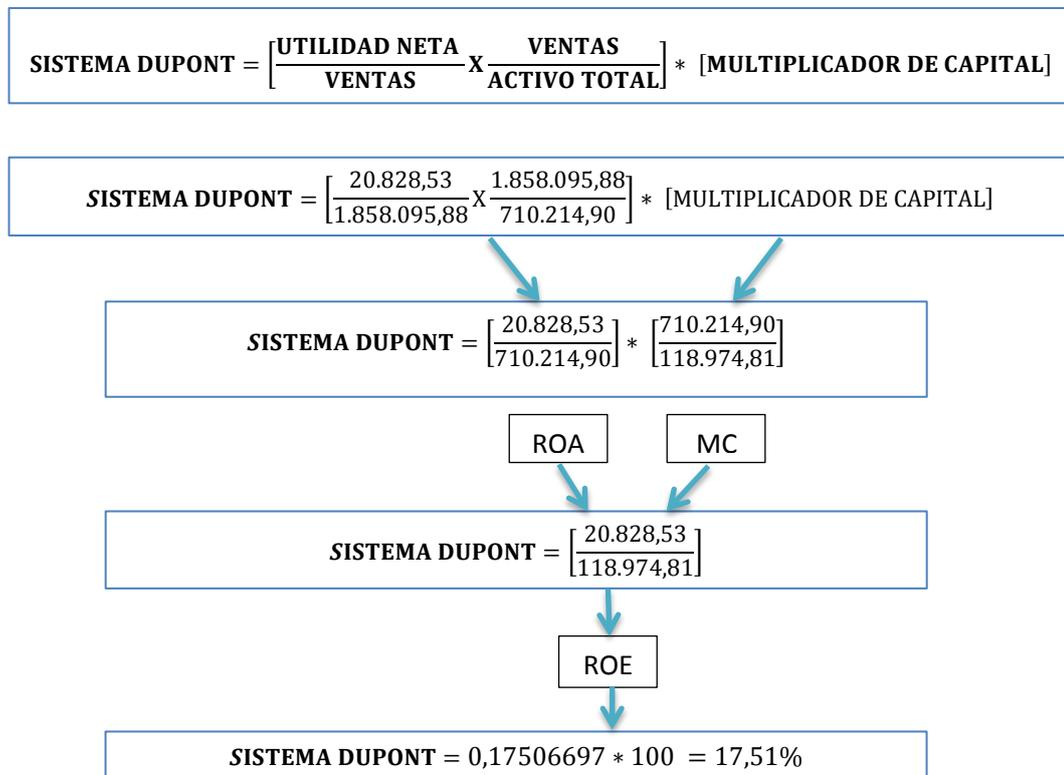 SISTEMA DUPONT = [UTILIDAD NETA / VENTAS X VENTAS / ACTIVO TOTAL] * [MULTIPLICADOR DE CAPITAL]
SISTEMA DUPONT = [20.828,53 / 1.858.095,88 X 1.858.095,88 / 710.214,90] * [MULTIPLICADOR DE CAPITAL]
SISTEMA DUPONT = [20.828,53 / 710.214,90] * [710.214,90 / 118.974,81]
ROA MC
SISTEMA DUPONT = [20.828,53 / 118.974,81]
ROE
SISTEMA DUPONT = 0,17506697 * 100 = 17,51%